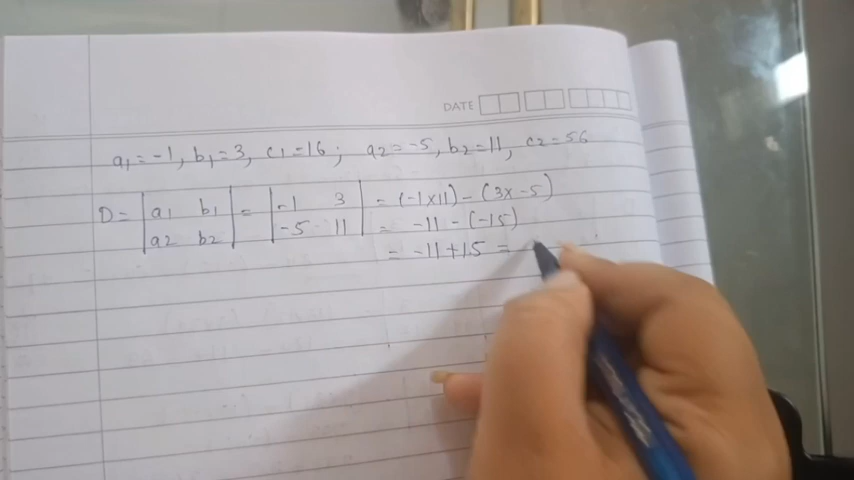 DATE
a1=-1, b1=3, c1=16; a2=-5, b2=11, c2=56
D= | a1 b1 | = | -1 3 | = (-1×11) - (3×-5)
| a2 b2 | | -5 11 | = -11 - (-15)
= -11+15 =